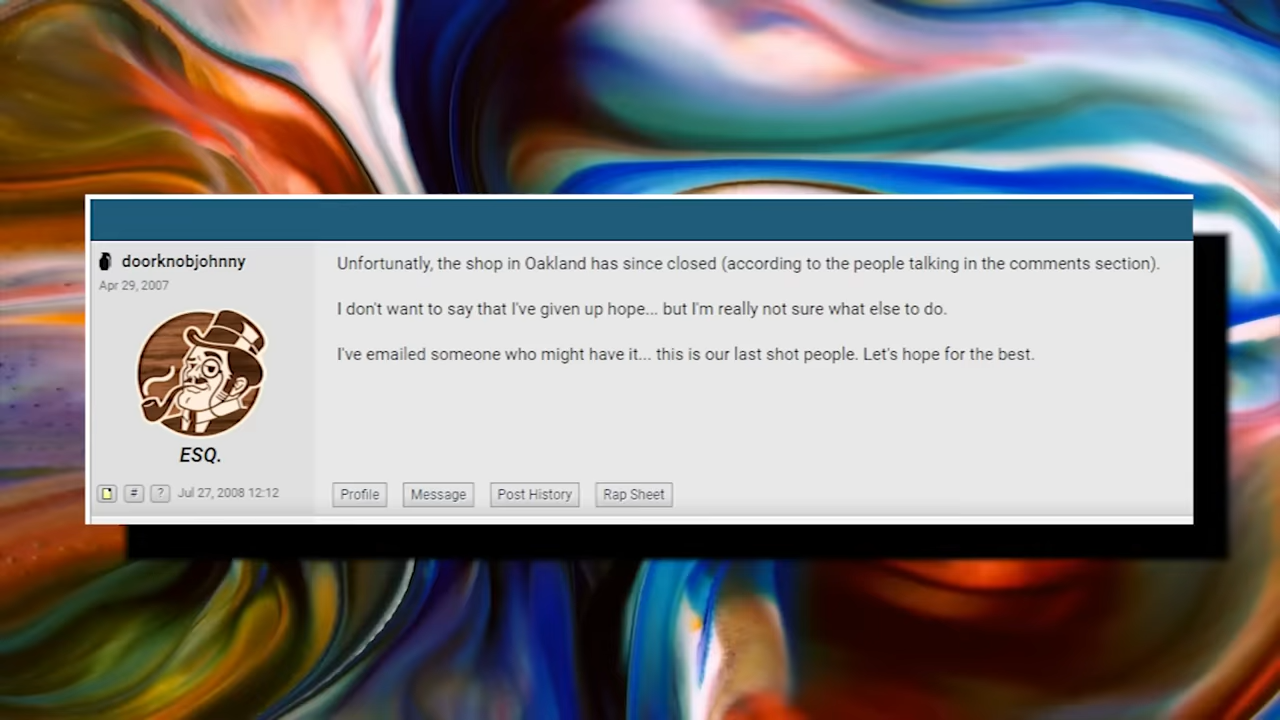 doorknobjohnny
Apr 29, 2007
ESQ.
# ? Jul 27, 2008 12:12
Unfortunatly, the shop in Oakland has since closed (according to the people talking in the comments section).
I don't want to say that I've given up hope... but I'm really not sure what else to do.
I've emailed someone who might have it... this is our last shot people. Let's hope for the best.
Profile Message Post History Rap Sheet